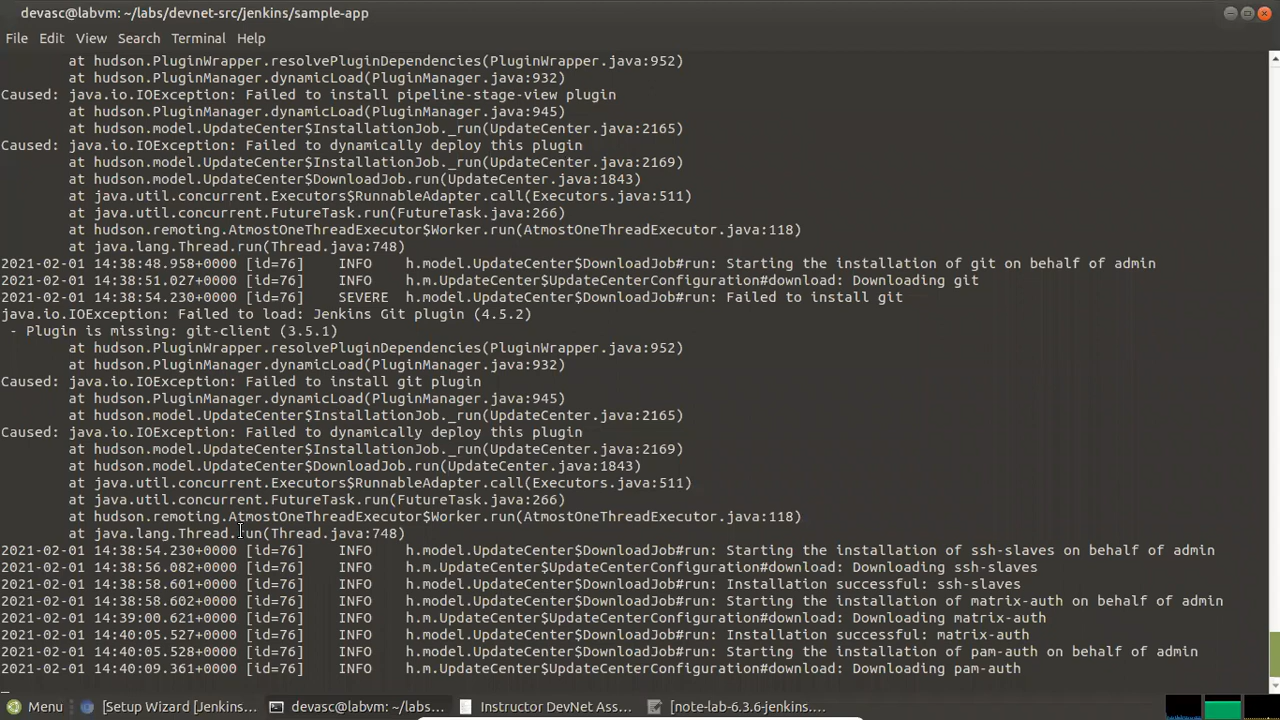 devasc@labvm: ~/labs/devnet-src/jenkins/sample-app
File Edit View Search Terminal Help
at hudson.PluginWrapper.resolvePluginDependencies(PluginWrapper.java:952)
at hudson.PluginManager.dynamicLoad(PluginManager.java:932)
Caused: java.io.IOException: Failed to install pipeline-stage-view plugin
at hudson.PluginManager.dynamicLoad(PluginManager.java:945)
at hudson.model.UpdateCenter$InstallationJob._run(UpdateCenter.java:2165)
Caused: java.io.IOException: Failed to dynamically deploy this plugin
at hudson.model.UpdateCenter$InstallationJob._run(UpdateCenter.java:2169)
at hudson.model.UpdateCenter$DownloadJob.run(UpdateCenter.java:1843)
at java.util.concurrent.Executors$RunnableAdapter.call(Executors.java:511)
at java.util.concurrent.FutureTask.run(FutureTask.java:266)
at hudson.remoting.AtmostOneThreadExecutor$Worker.run(AtmostOneThreadExecutor.java:118)
at java.lang.Thread.run(Thread.java:748)
2021-02-01 14:38:48.958+0000 [id=76] INFO h.model.UpdateCenter$DownloadJob#run: Starting the installation of git on behalf of admin
2021-02-01 14:38:51.027+0000 [id=76] INFO h.m.UpdateCenter$UpdateCenterConfiguration#download: Downloading git
2021-02-01 14:38:54.230+0000 [id=76] SEVERE h.model.UpdateCenter$DownloadJob#run: Failed to install git
java.io.IOException: Failed to load: Jenkins Git plugin (4.5.2)
- Plugin is missing: git-client (3.5.1)
at hudson.PluginWrapper.resolvePluginDependencies(PluginWrapper.java:952)
at hudson.PluginManager.dynamicLoad(PluginManager.java:932)
Caused: java.io.IOException: Failed to install git plugin
at hudson.PluginManager.dynamicLoad(PluginManager.java:945)
at hudson.model.UpdateCenter$InstallationJob._run(UpdateCenter.java:2165)
Caused: java.io.IOException: Failed to dynamically deploy this plugin
at hudson.model.UpdateCenter$InstallationJob._run(UpdateCenter.java:2169)
at hudson.model.UpdateCenter$DownloadJob.run(UpdateCenter.java:1843)
at java.util.concurrent.Executors$RunnableAdapter.call(Executors.java:511)
at java.util.concurrent.FutureTask.run(FutureTask.java:266)
at hudson.remoting.AtmostOneThreadExecutor$Worker.run(AtmostOneThreadExecutor.java:118)
at java.lang.Thread.run(Thread.java:748)
2021-02-01 14:38:54.230+0000 [id=76] INFO h.model.UpdateCenter$DownloadJob#run: Starting the installation of ssh-slaves on behalf of admin
2021-02-01 14:38:56.082+0000 [id=76] INFO h.m.UpdateCenter$UpdateCenterConfiguration#download: Downloading ssh-slaves
2021-02-01 14:38:58.601+0000 [id=76] INFO h.model.UpdateCenter$DownloadJob#run: Installation successful: ssh-slaves
2021-02-01 14:38:58.602+0000 [id=76] INFO h.model.UpdateCenter$DownloadJob#run: Starting the installation of matrix-auth on behalf of admin
2021-02-01 14:39:00.621+0000 [id=76] INFO h.m.UpdateCenter$UpdateCenterConfiguration#download: Downloading matrix-auth
2021-02-01 14:40:05.527+0000 [id=76] INFO h.model.UpdateCenter$DownloadJob#run: Installation successful: matrix-auth
2021-02-01 14:40:05.528+0000 [id=76] INFO h.model.UpdateCenter$DownloadJob#run: Starting the installation of pam-auth on behalf of admin
2021-02-01 14:40:09.361+0000 [id=76] INFO h.m.UpdateCenter$UpdateCenterConfiguration#download: Downloading pam-auth
Menu [Setup Wizard [Jenkins... devasc@labvm: ~/labs... Instructor DevNet Ass... [note-lab-6.3.6-jenkins....